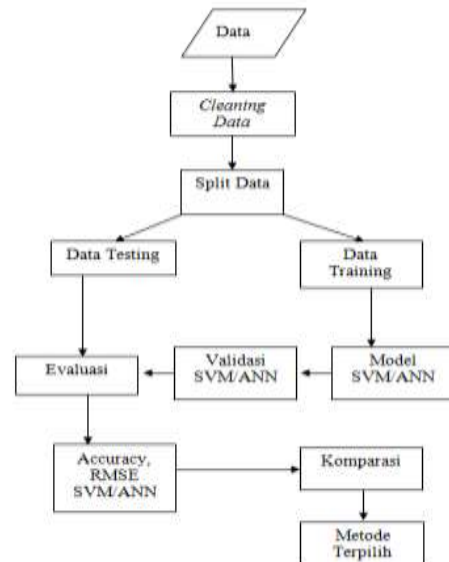 Data
Cleaning
Data
Split Data
Data Testing
Data
Training
Evaluasi
Validasi
SVM/ANN
Model
SVM/ANN
Accuracy,
RMSE
SVM/ANN
Komparasi
Metode
Terpilih